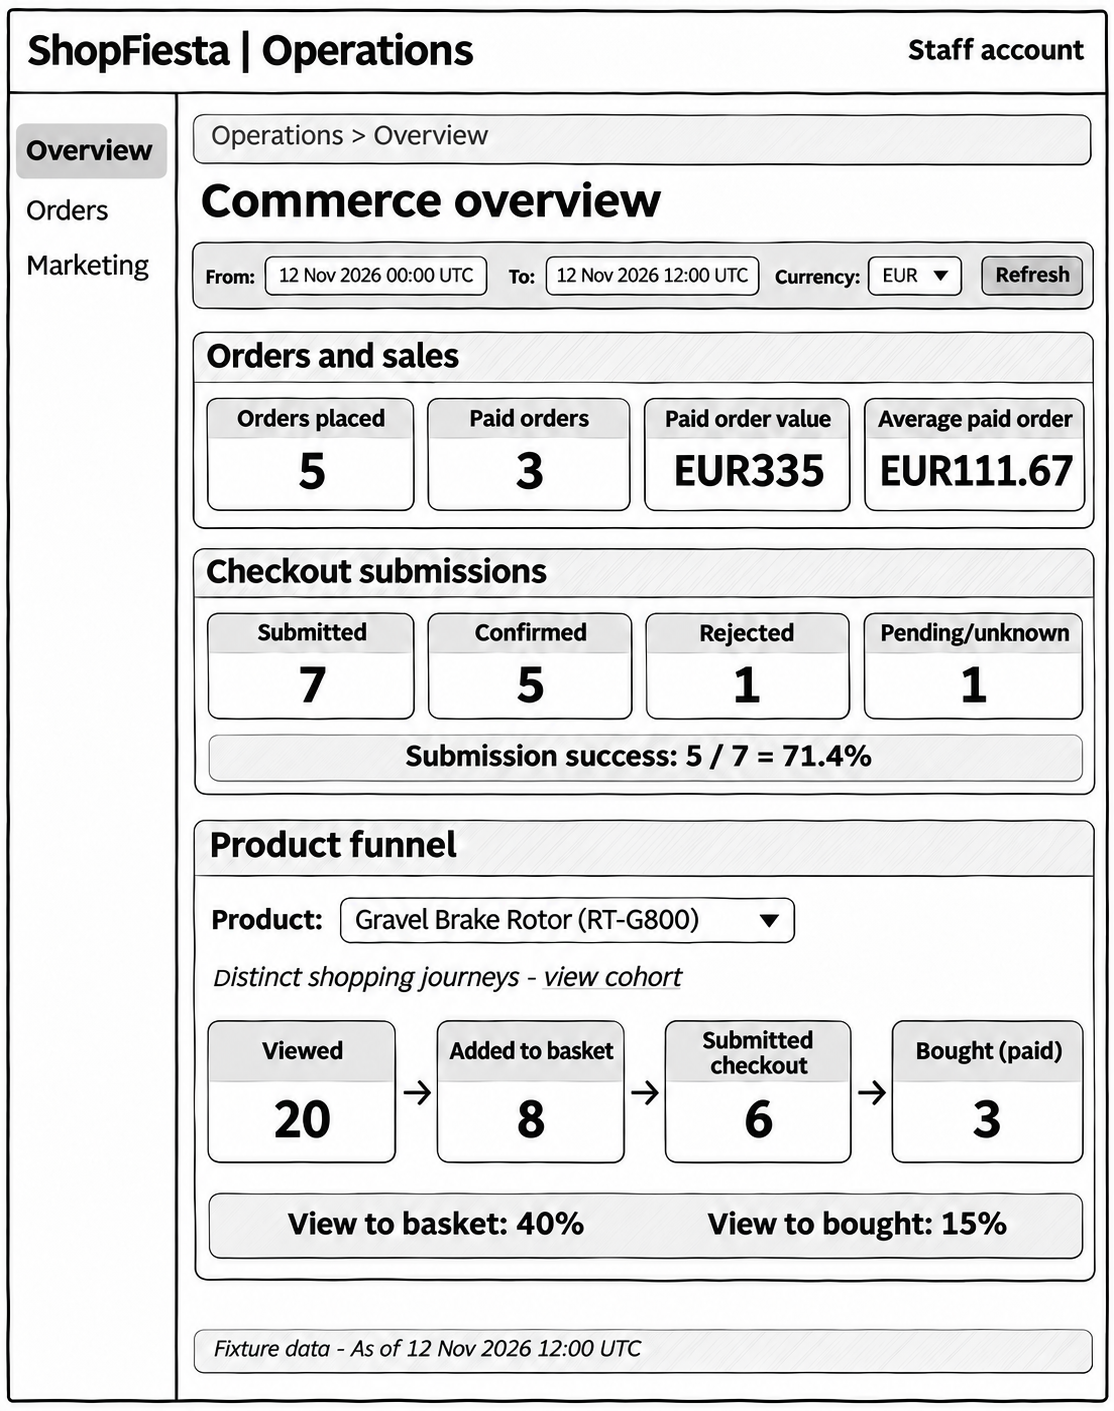 ShopFiesta | Operations
Staff account
Overview
Orders
Marketing
Operations > Overview
Commerce overview
From: 12 Nov 2026 00:00 UTC To: 12 Nov 2026 12:00 UTC Currency: EUR Refresh
Orders and sales
Orders placed
5
Paid orders
3
Paid order value
EUR335
Average paid order
EUR111.67
Checkout submissions
Submitted
7
Confirmed
5
Rejected
1
Pending/unknown
1
Submission success: 5 / 7 = 71.4%
Product funnel
Product: Gravel Brake Rotor (RT-G800)
Distinct shopping journeys - view cohort
Viewed
20
Added to basket
8
Submitted
checkout
6
Bought (paid)
3
View to basket: 40%
View to bought: 15%
Fixture data - As of 12 Nov 2026 12:00 UTC